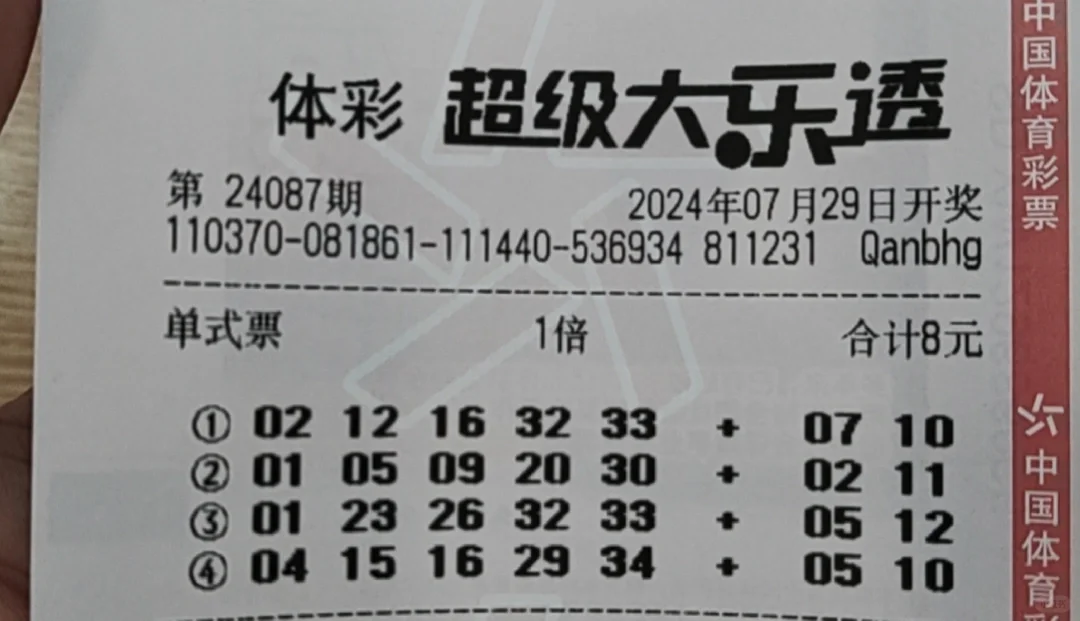 体彩 超级大乐透
第 24087期 2024年07月29日开奖
110370-081861-111440-536934 811231 Qanbhg
单式票 1倍 合计8元
① 02 12 16 32 33 + 07 10
② 01 05 09 20 30 + 02 11
③ 01 23 26 32 33 + 05 12
④ 04 15 16 29 34 + 05 10
中国体育彩票
中国体育彩